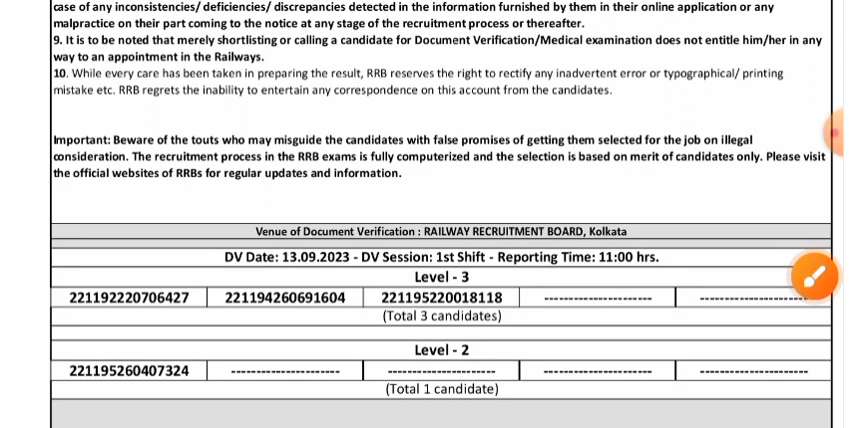 case of any inconsistencies/ deficiencies/ discrepancies detected in the information furnished by them in their online application or any
malpractice on their part coming to the notice at any stage of the recruitment process or thereafter.
9. It is to be noted that merely shortlisting or calling a candidate for Document Verification/Medical examination does not entitle him/her in any
way to an appointment in the Railways.
10. While every care has been taken in preparing the result, RRB reserves the right to rectify any inadvertent error or typographical/ printing
mistake etc. RRB regrets the inability to entertain any correspondence on this account from the candidates.
Important: Beware of the touts who may misguide the candidates with false promises of getting them selected for the job on illegal
consideration. The recruitment process in the RRB exams is fully computerized and the selection is based on merit of candidates only. Please visit
the official websites of RRBs for regular updates and information.
Venue of Document Verification : RAILWAY RECRUITMENT BOARD, Kolkata
DV Date: 13.09.2023 - DV Session: 1st Shift - Reporting Time: 11:00 hrs.
Level - 3
221192220706427 221194260691604 221195220018118 --------------------- ---------------------
(Total 3 candidates)
Level - 2
221195260407324 --------------------- --------------------- --------------------- ---------------------
(Total 1 candidate)